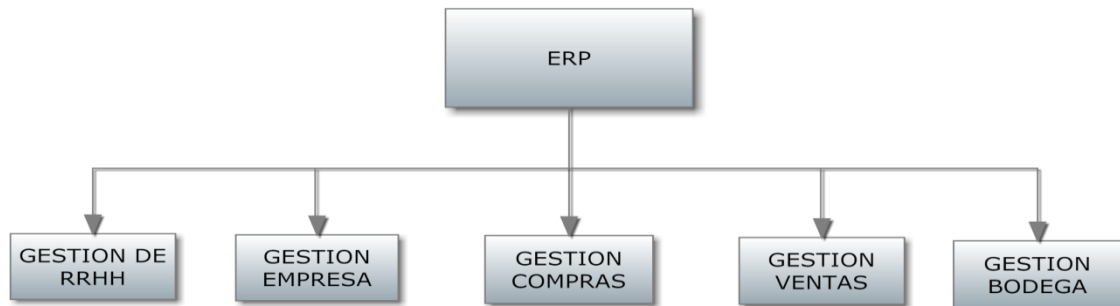 ERP
GESTION DE
RRHH
GESTION
EMPRESA
GESTION
COMPRAS
GESTION
VENTAS
GESTION
BODEGA